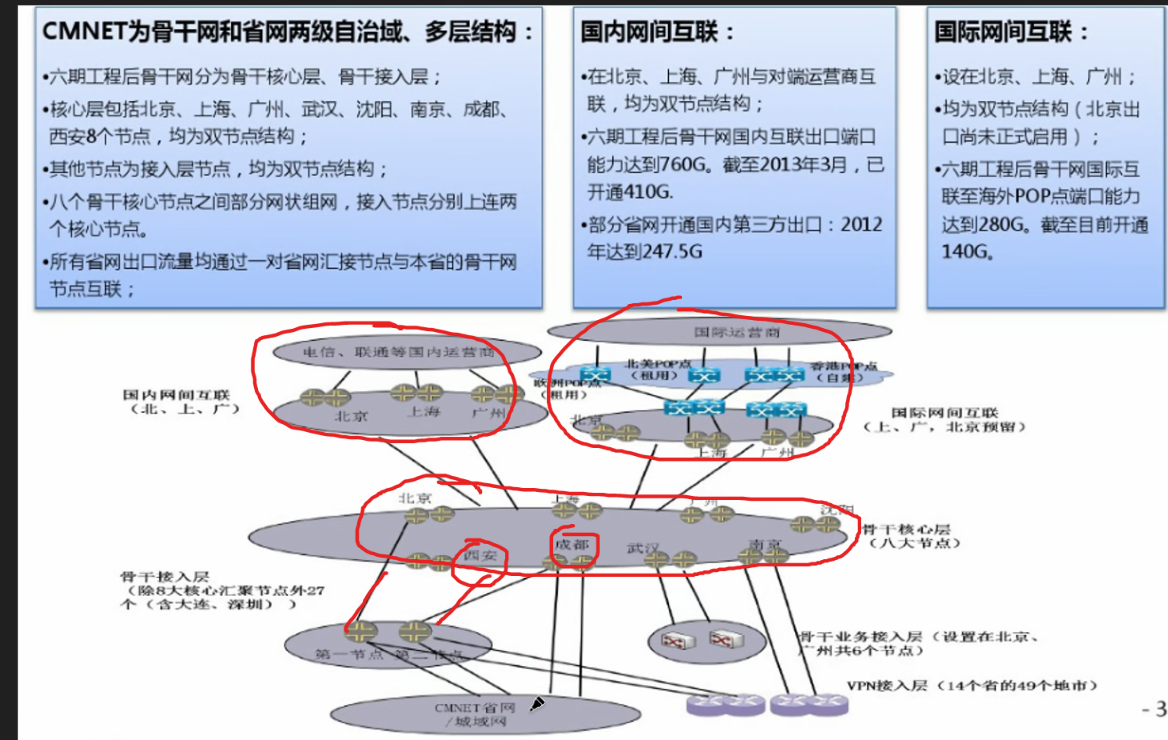 CMNET为骨干网和省网两级自治域、多层结构：
•六期工程后骨干网分为骨干核心层、骨干接入层；
•核心层包括北京、上海、广州、武汉、沈阳、南京、成都、
西安8个节点，均为双节点结构；
•其他节点为接入层节点，均为双节点结构；
•八个骨干核心节点之间部分网状组网，接入节点分别上连两
个核心节点。
•所有省网出口流量均通过一对省网汇接节点与本省的骨干网
节点互联；
国内网间互联：
•在北京、上海、广州与对端运营商互
联，均为双节点结构；
•六期工程后骨干网国内互联出口端口
能力达到760G。截至2013年3月，已
开通410G.
•部分省网开通国内第三方出口：2012
年达到247.5G
国际网间互联：
•设在北京、上海、广州；
•均为双节点结构（北京出
口尚未正式启用）；
•六期工程后骨干网国际互
联至海外POP点端口能力
达到280G。截至目前开通
140G。
电信、联通等国内运营商
国内网间互联
（北、上、广）
北京
上海
广州
国际运营商
北美POP点
（租用）
香港POP点
（自建）
欧洲POP点
（租用）
北京
上海
广州
国际网间互联
（上、广，北京预留）
北京
上海
广州
沈阳
西安
成都
武汉
南京
骨干核心层
（八大节点）
骨干接入层
（除8大核心汇聚节点外27
个（含大连、深圳））
第一节点
第二节点
骨干业务接入层（设置在北京、
广州共6个节点）
VPN接入层（14个省的49个地市）
CMNET省网
/城域网
- 3